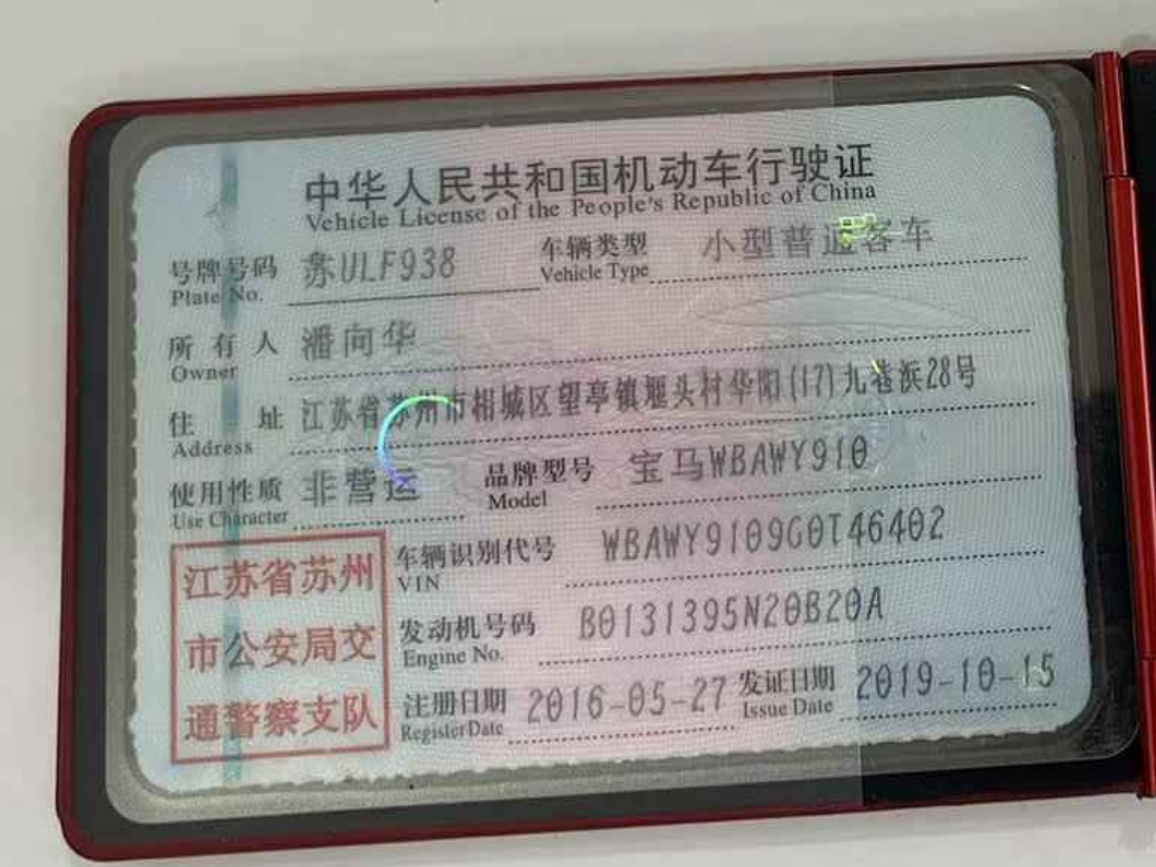 中华人民共和国机动车行驶证
Vehicle License of the People's Republic of China
号牌号码 苏ULF938 车辆类型 小型普通客车
Plate No. Vehicle Type
所有人 潘向华
Owner
住址 江苏省苏州市相城区望亭镇堰头村华阳(17)九巷浜28号
Address
使用性质 非营运 品牌型号 宝马WBAWY910
Use Character Model
江苏省苏州
市公安局交
通警察支队
车辆识别代号 WBAWY9109G0T46402
VIN
发动机号码 B0131395N20B20A
Engine No.
注册日期 2016-05-27 发证日期 2019-10-15
Register Date Issue Date